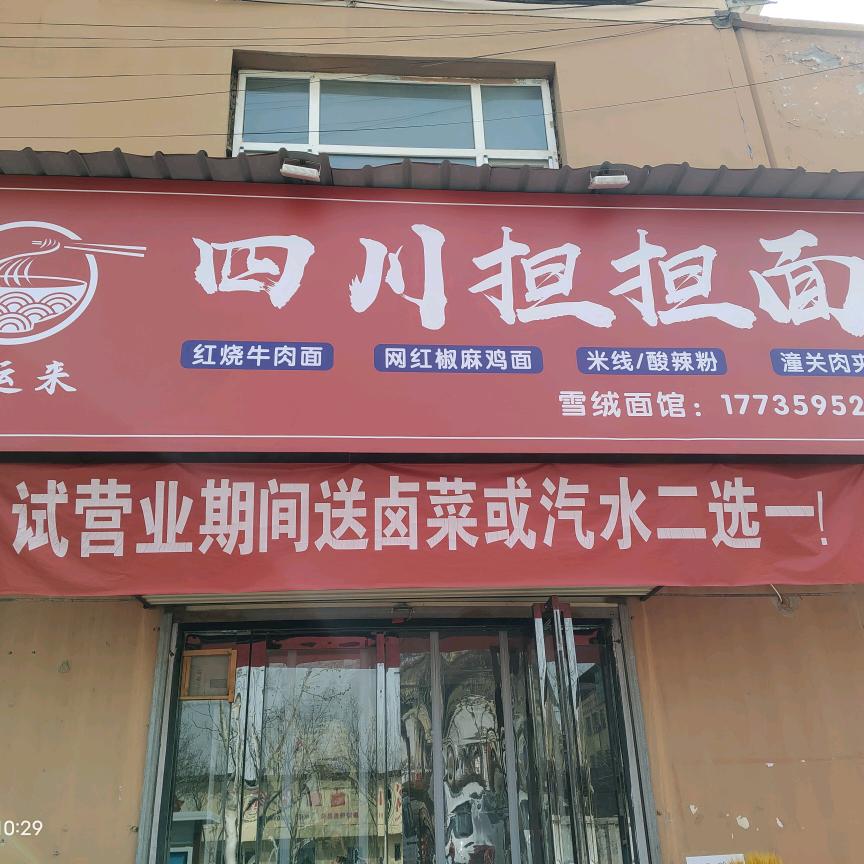 四川担担面
运来
红烧牛肉面 网红椒麻鸡面 米线/酸辣粉 潼关肉夹
雪绒面馆：17735952
试营业期间送卤菜或汽水二选一！
10:29